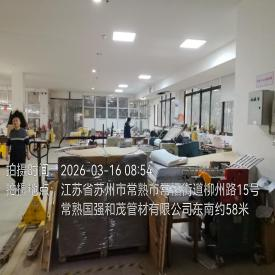 拍摄时间：2026-03-16 08:54
拍摄地点：江苏省苏州市常熟市莫城街道柳州路15号
常熟国强和茂管材有限公司东南约58米